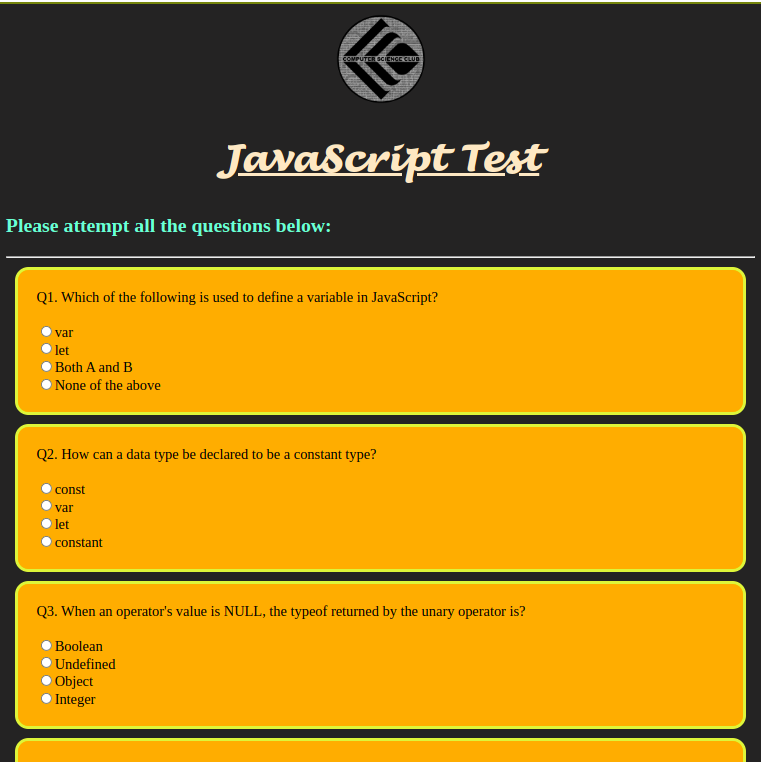 COMPUTER SCIENCE CLUB
JavaScript Test
Please attempt all the questions below:
Q1. Which of the following is used to define a variable in JavaScript?
var
let
Both A and B
None of the above
Q2. How can a data type be declared to be a constant type?
const
var
let
constant
Q3. When an operator's value is NULL, the typeof returned by the unary operator is?
Boolean
Undefined
Object
Integer